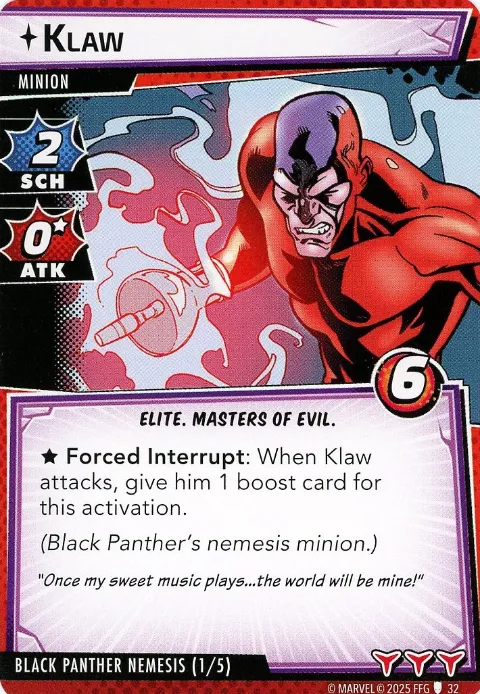 KLAW
MINION
2
SCH
0
ATK
6
ELITE. MASTERS OF EVIL.
★ Forced Interrupt: When Klaw
attacks, give him 1 boost card for
this activation.
(Black Panther's nemesis minion.)
"Once my sweet music plays...the world will be mine!"
BLACK PANTHER NEMESIS (1/5)
© MARVEL © 2025 FFG 32